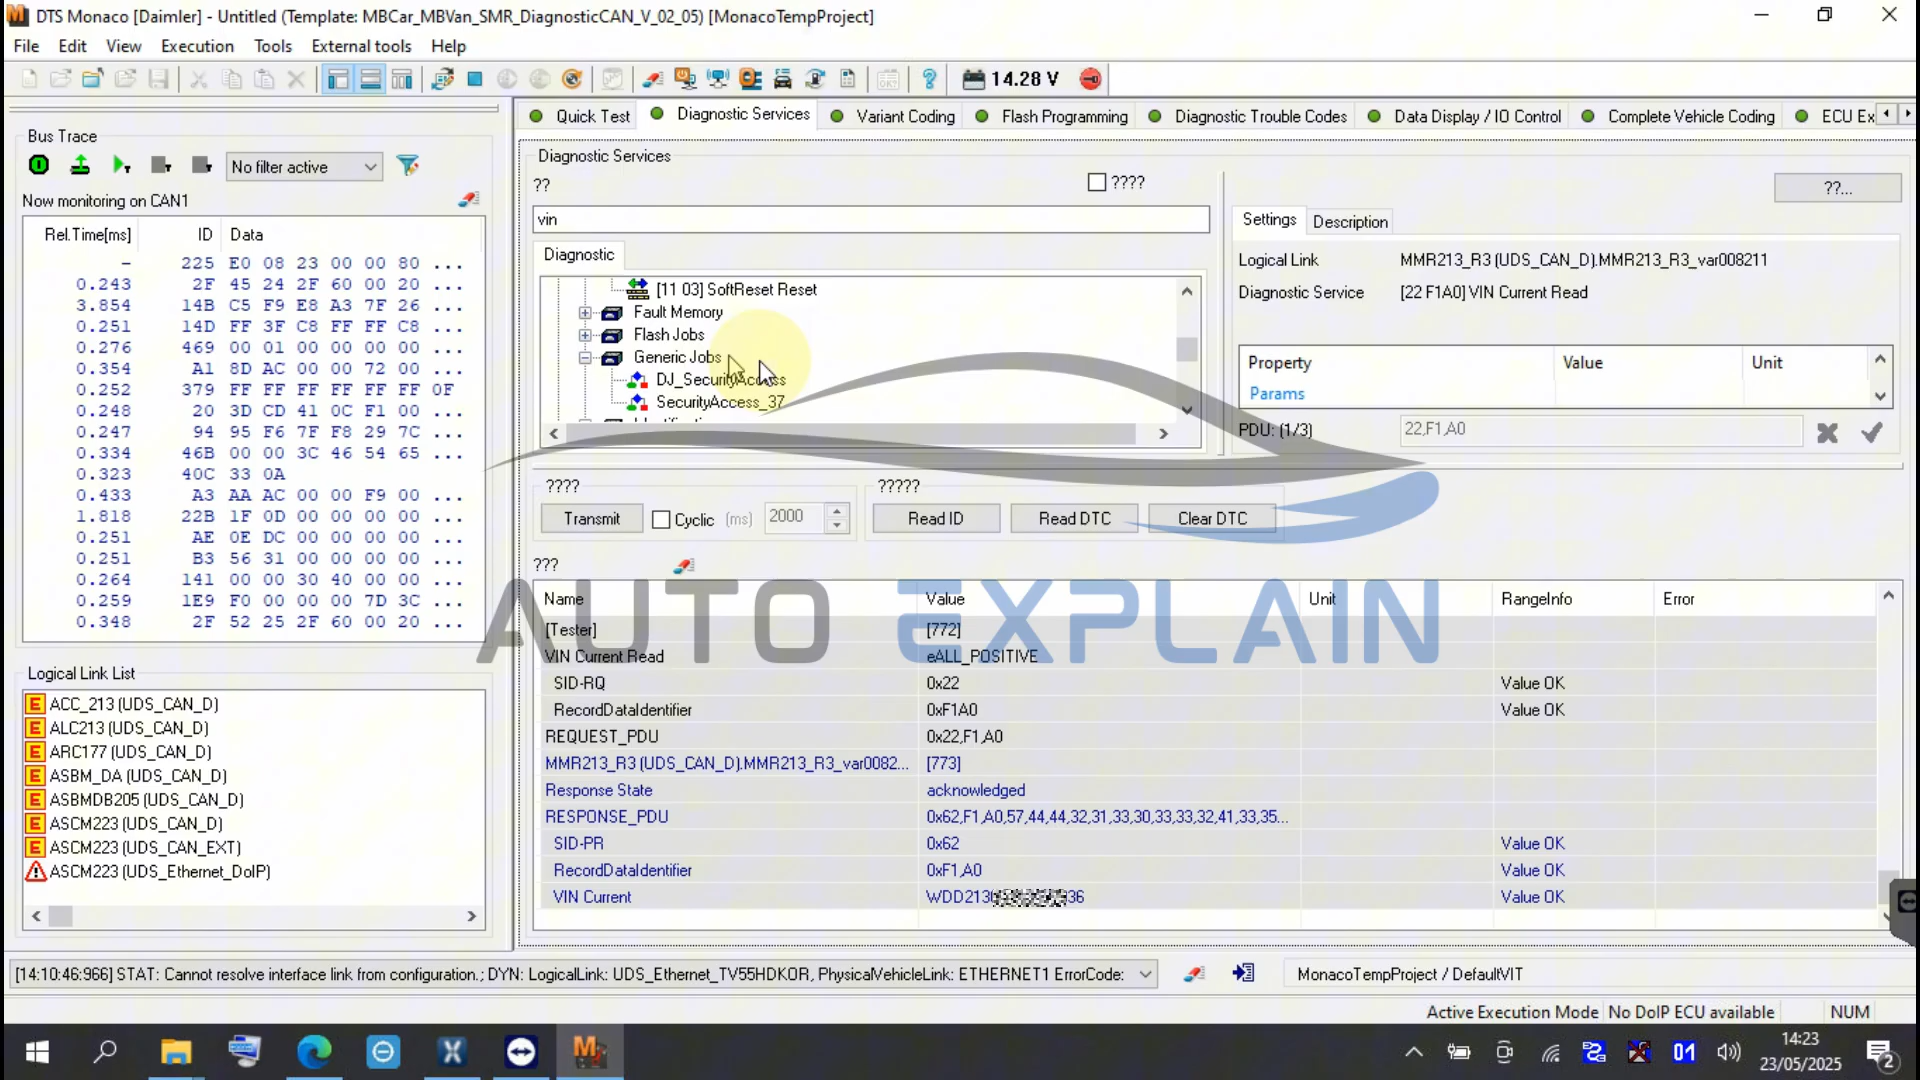 DTS Monaco [Daimler] - Untitled (Template: MBCar_MBVan_SMR_DiagnosticCAN_V_02_05) [MonacoTempProject]
File Edit View Execution Tools External tools Help
14.28 V
Bus Trace
No filter active
Now monitoring on CAN1
Rel.Time[ms] ID Data
– 225 E0 08 23 00 00 80 ...
0.243 2F 45 24 2F 60 00 20 ...
3.854 14B C5 F9 E8 A3 7F 26 ...
0.251 14D FF 3F C8 FF FF C8 ...
0.276 469 00 01 00 00 00 00 ...
0.354 A1 8D AC 00 00 72 00 ...
0.252 379 FF FF FF FF FF FF 0F
0.248 20 3D CD 41 0C F1 00 ...
0.247 94 95 F6 7F F8 29 7C ...
0.334 46B 00 00 3C 46 54 65 ...
0.323 40C 33 0A
0.433 A3 AA AC 00 00 F9 00 ...
1.818 22B 1F 0D 00 00 00 00 ...
0.251 AE 0E DC 00 00 00 00 ...
0.251 B3 56 31 00 00 00 00 ...
0.264 141 00 00 30 40 00 00 ...
0.259 1E9 F0 00 00 00 7D 3C ...
0.348 2F 52 25 2F 60 00 20 ...
Logical Link List
E ACC_213 (UDS_CAN_D)
E ALC213 (UDS_CAN_D)
E ARC177 (UDS_CAN_D)
E ASBM_DA (UDS_CAN_D)
E ASBMDB205 (UDS_CAN_D)
E ASCM223 (UDS_CAN_D)
E ASCM223 (UDS_CAN_EXT)
ASCM223 (UDS_Ethernet_DoIP)
Quick Test Diagnostic Services Variant Coding Flash Programming Diagnostic Trouble Codes Data Display / IO Control Complete Vehicle Coding ECU Ex
Diagnostic Services
??
????
vin
Diagnostic
[11 03] SoftReset Reset
Fault Memory
Flash Jobs
Generic Jobs
DJ_SecurityAccess
SecurityAccess_37
??...
Settings Description
Logical Link MMR213_R3 (UDS_CAN_D).MMR213_R3_var008211
Diagnostic Service [22 F1A0] VIN Current Read
Property Value Unit
Params
PDU: (1/3) 22,F1,A0
????
Transmit Cyclic (ms) 2000
?????
Read ID Read DTC Clear DTC
???
AUTO EXPLAIN
Name Value Unit RangeInfo Error
[Tester] [772]
VIN Current Read eALL_POSITIVE
SID-RQ 0x22 Value OK
RecordDataIdentifier 0xF1A0 Value OK
REQUEST_PDU 0x22,F1,A0
MMR213_R3 (UDS_CAN_D).MMR213_R3_var0082... [773]
Response State acknowledged
RESPONSE_PDU 0x62,F1,A0,57,44,44,32,31,33,30,33,33,32,41,33,35...
SID-PR 0x62 Value OK
RecordDataIdentifier 0xF1,A0 Value OK
VIN Current WDD213 36 Value OK
[14:10:46:966] STAT: Cannot resolve interface link from configuration.; DYN: LogicalLink: UDS_Ethernet_TV55HDKOR, PhysicalVehicleLink: ETHERNET1 ErrorCode:
MonacoTempProject / DefaultVIT
Active Execution Mode No DoIP ECU available NUM
01
14:23
23/05/2025
2